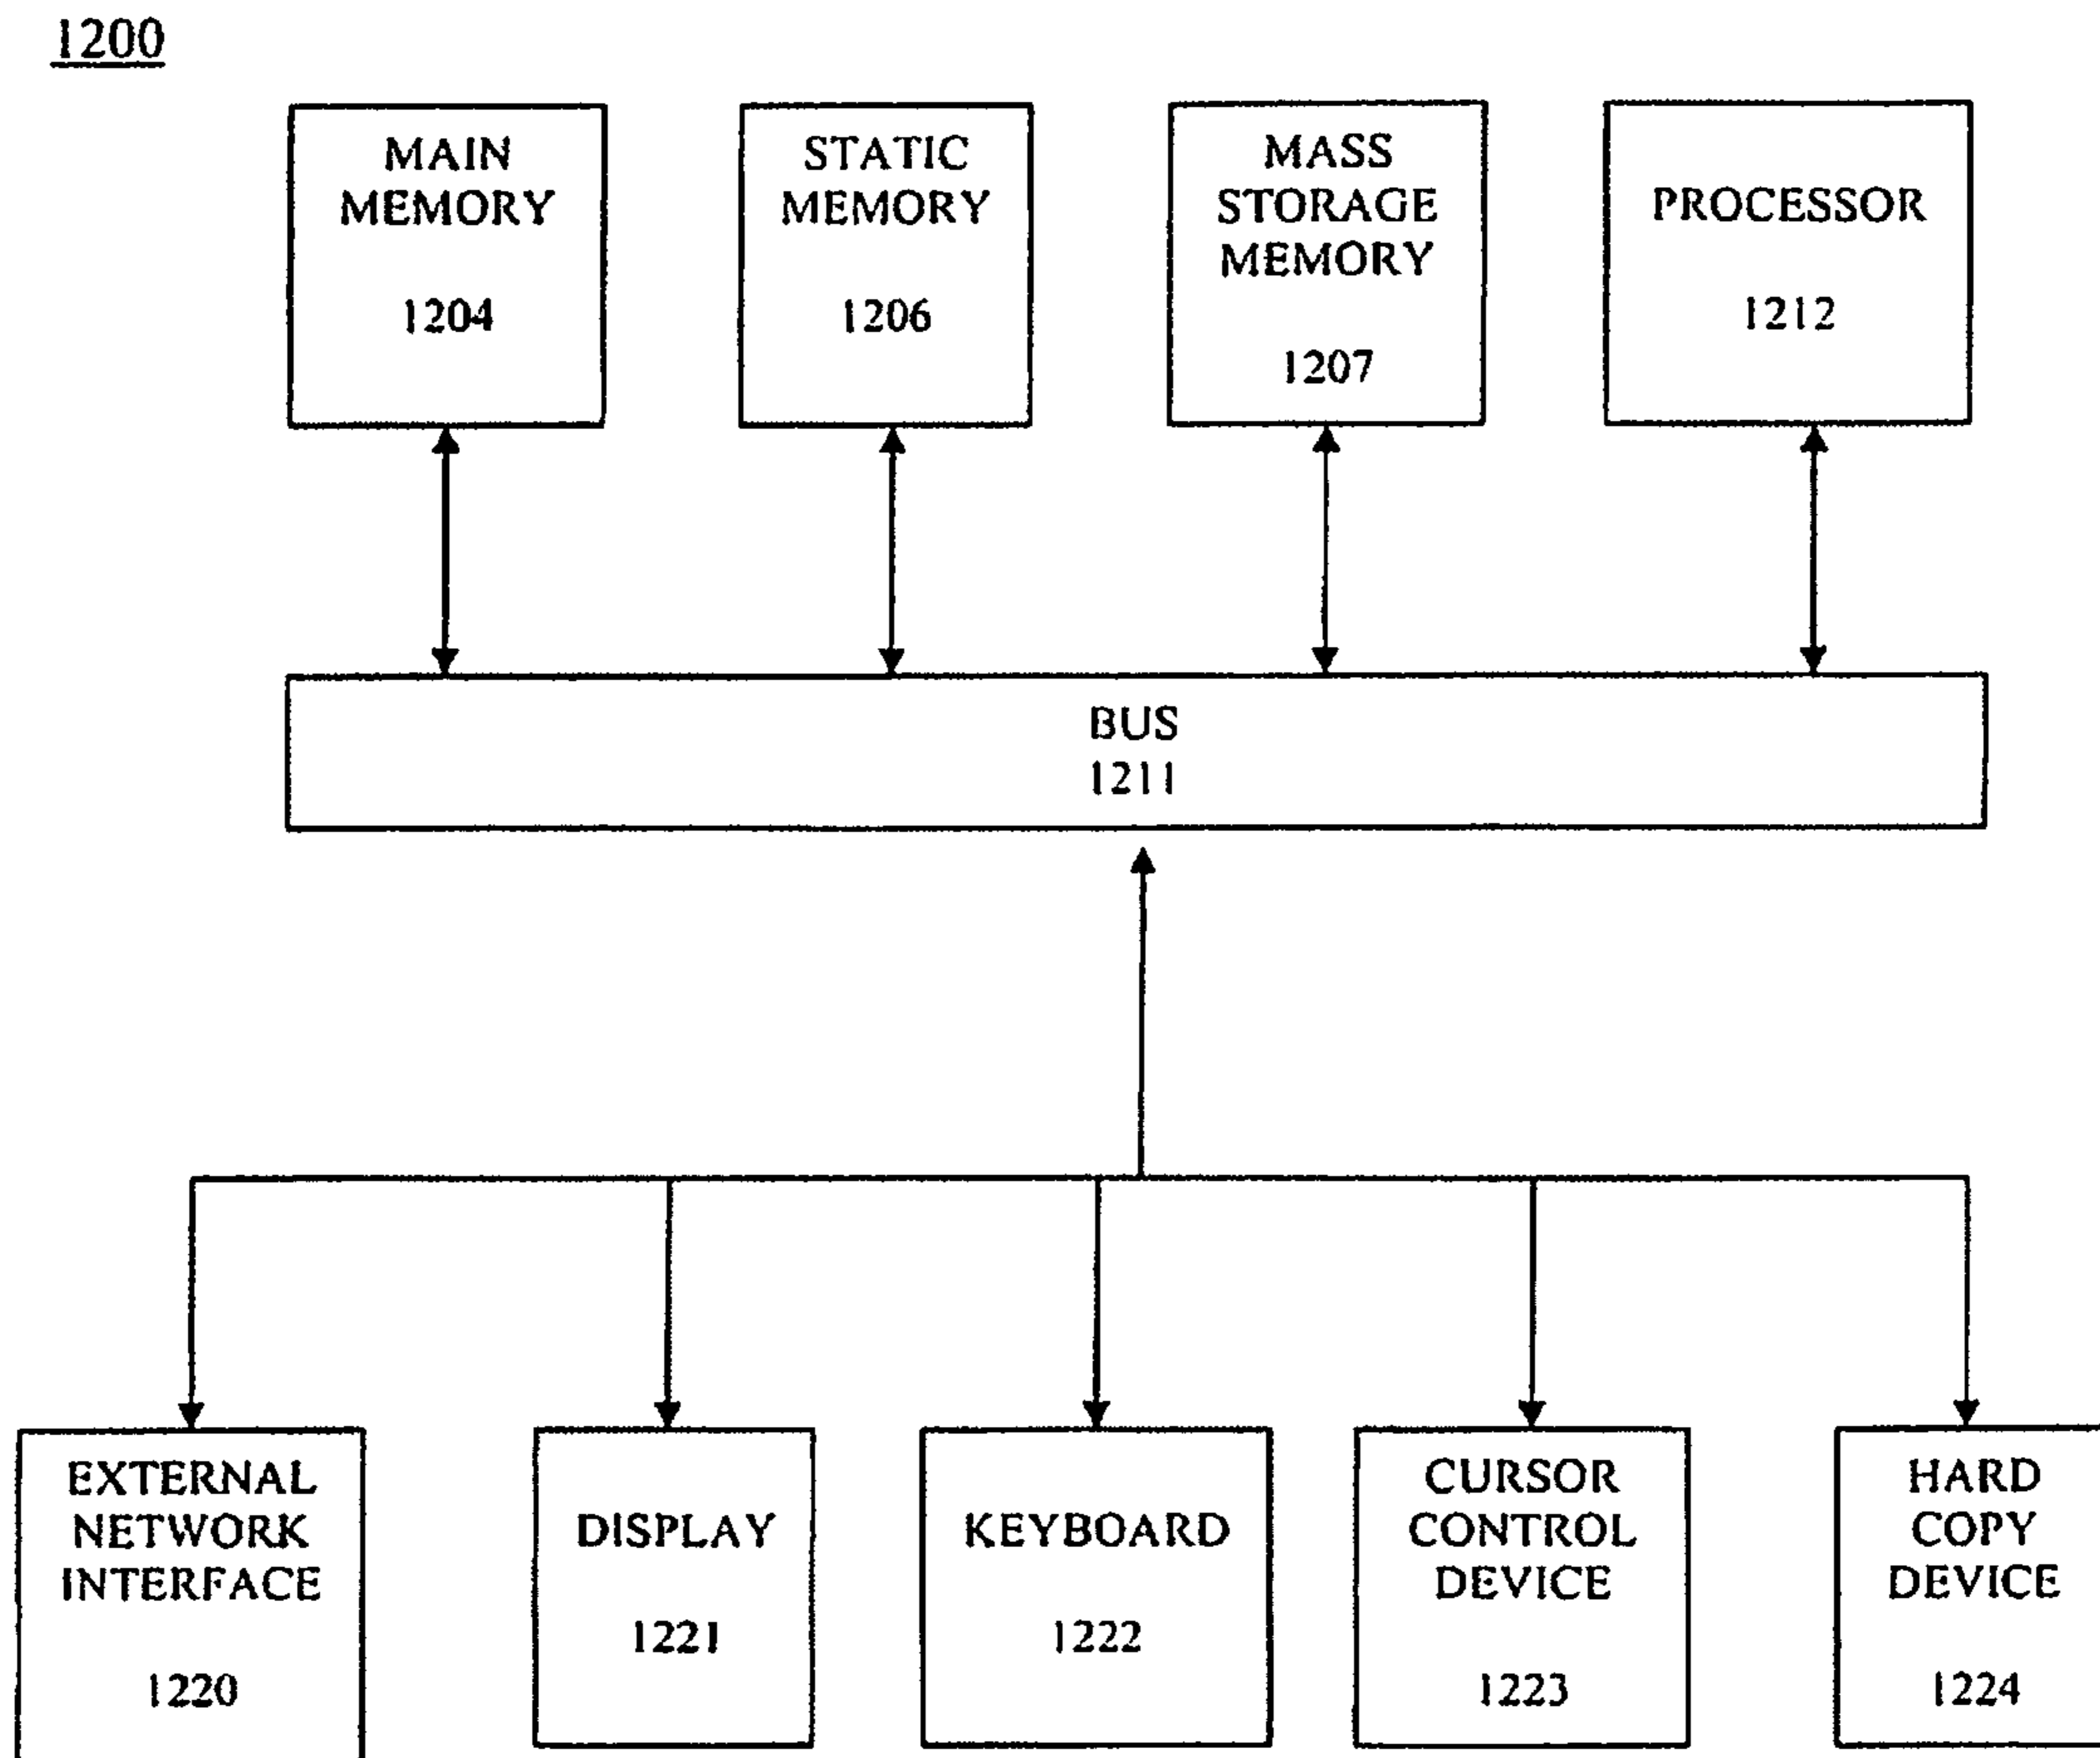 1200
MAIN
MEMORY
1204
STATIC
MEMORY
1206
MASS
STORAGE
MEMORY
1207
PROCESSOR
1212
BUS
1211
EXTERNAL
NETWORK
INTERFACE
1220
DISPLAY
1221
KEYBOARD
1222
CURSOR
CONTROL
DEVICE
1223
HARD
COPY
DEVICE
1224